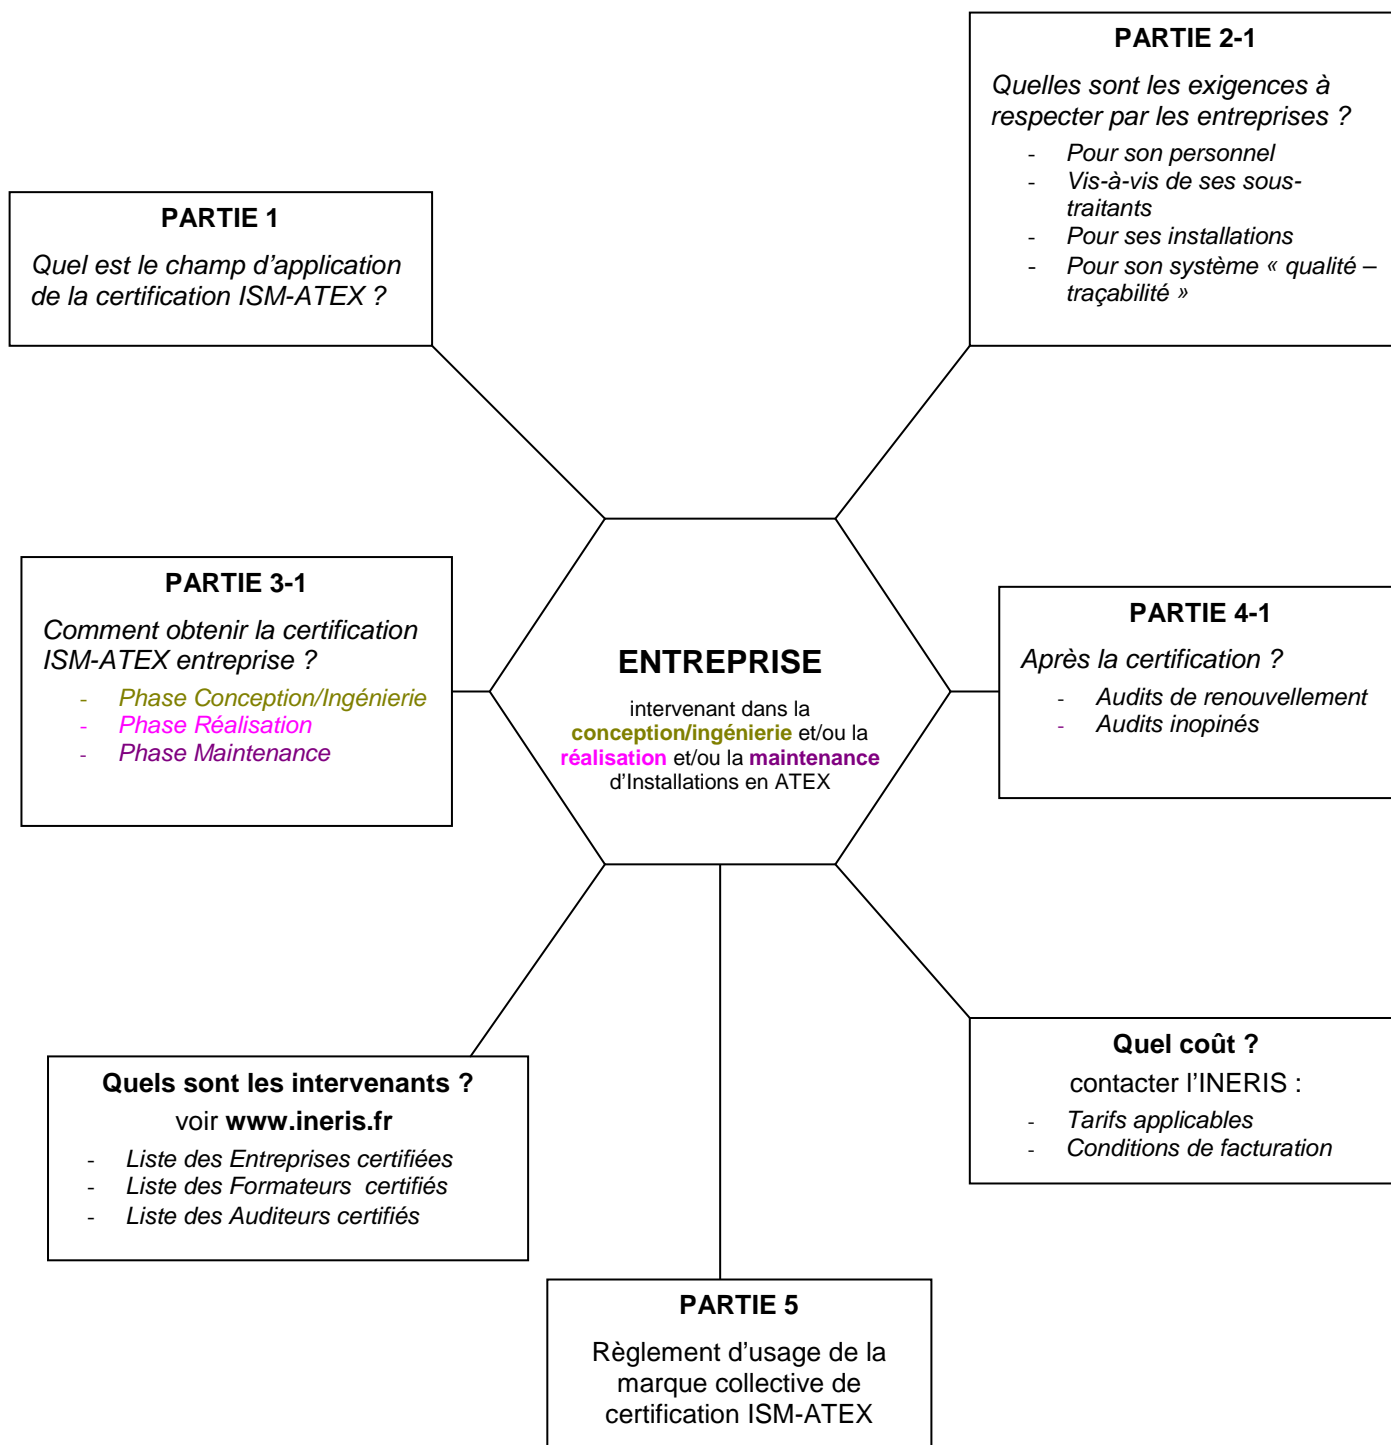 PARTIE 2-1
Quelles sont les exigences à
respecter par les entreprises ?
- Pour son personnel
- Vis-à-vis de ses sous-
traitants
- Pour ses installations
- Pour son système « qualité –
traçabilité »
PARTIE 1
Quel est le champ d’application
de la certification ISM-ATEX ?
PARTIE 3-1
Comment obtenir la certification
ISM-ATEX entreprise ?
- Phase Conception/Ingénierie
- Phase Réalisation
- Phase Maintenance
ENTREPRISE
intervenant dans la
conception/ingénierie et/ou la
réalisation et/ou la maintenance
d’Installations en ATEX
PARTIE 4-1
Après la certification ?
- Audits de renouvellement
- Audits inopinés
Quels sont les intervenants ?
voir www.ineris.fr
- Liste des Entreprises certifiées
- Liste des Formateurs certifiés
- Liste des Auditeurs certifiés
Quel coût ?
contacter l’INERIS :
- Tarifs applicables
- Conditions de facturation
PARTIE 5
Règlement d’usage de la
marque collective de
certification ISM-ATEX